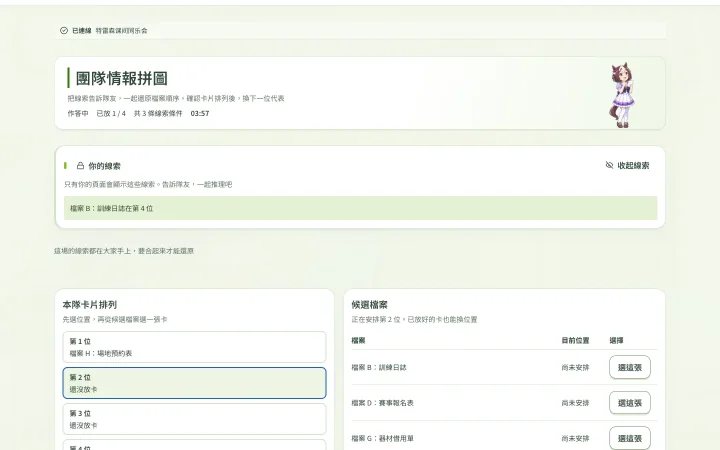 已連線 特雷森课间同乐会
團隊情報拼圖
把線索告訴隊友，一起還原檔案順序。確認卡片排列後，換下一位代表
作答中 已放 1 / 4 共 3 條線索條件 03:57
你的線索
收起線索
只有你的頁面會顯示這些線索。告訴隊友，一起推理吧
檔案 B：訓練日誌在第 4 位
這場的線索都在大家手上，要合起來才能還原
本隊卡片排列
先選位置，再從候選檔案選一張卡
第 1 位
檔案 H：場地預約表
第 2 位
還沒放卡
第 3 位
還沒放卡
候選檔案
正在安排第 2 位，已放好的卡也能換位置
檔案 目前位置 選擇
檔案 B：訓練日誌 尚未安排 選這張
檔案 D：賽事報名表 尚未安排 選這張
檔案 G：器材借用單 尚未安排 選這張